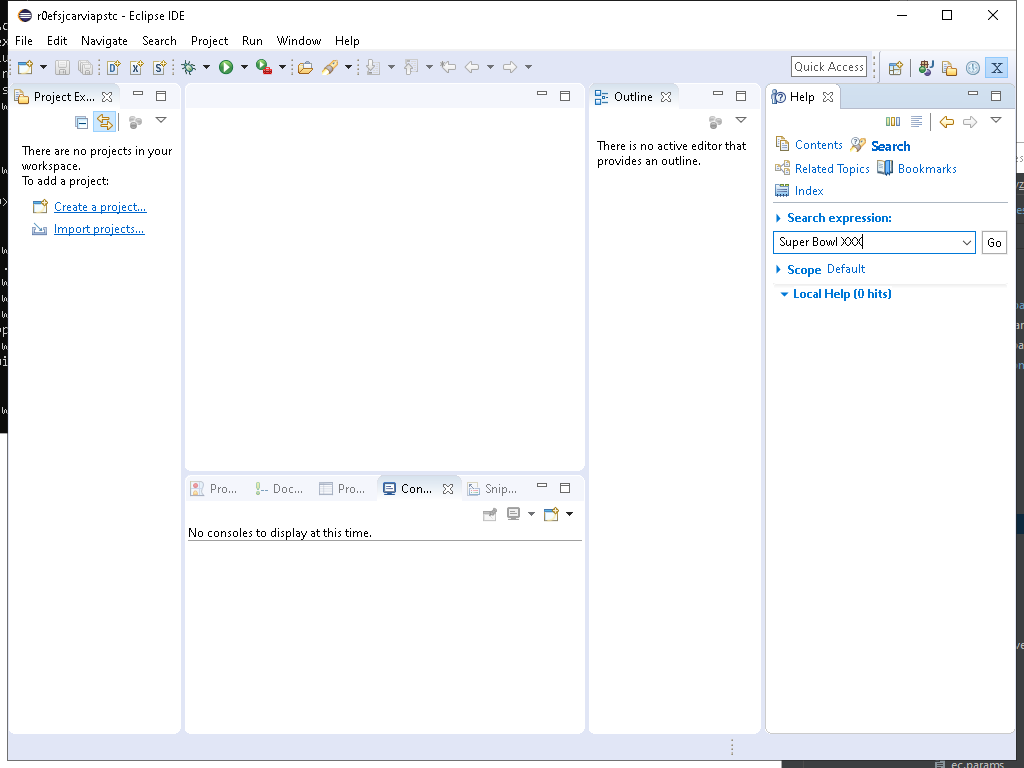 r0efsjcarviapstc - Eclipse IDE
File Edit Navigate Search Project Run Window Help
Quick Access
Project Ex...
There are no projects in your
workspace.
To add a project:
Create a project...
Import projects...
Outline
There is no active editor that
provides an outline.
Help
Contents Search
Related Topics Bookmarks
Index
Search expression:
Super Bowl XXX
Go
Scope Default
Local Help (0 hits)
Pro... Doc... Pro... Con... Snip...
No consoles to display at this time.
ec.params